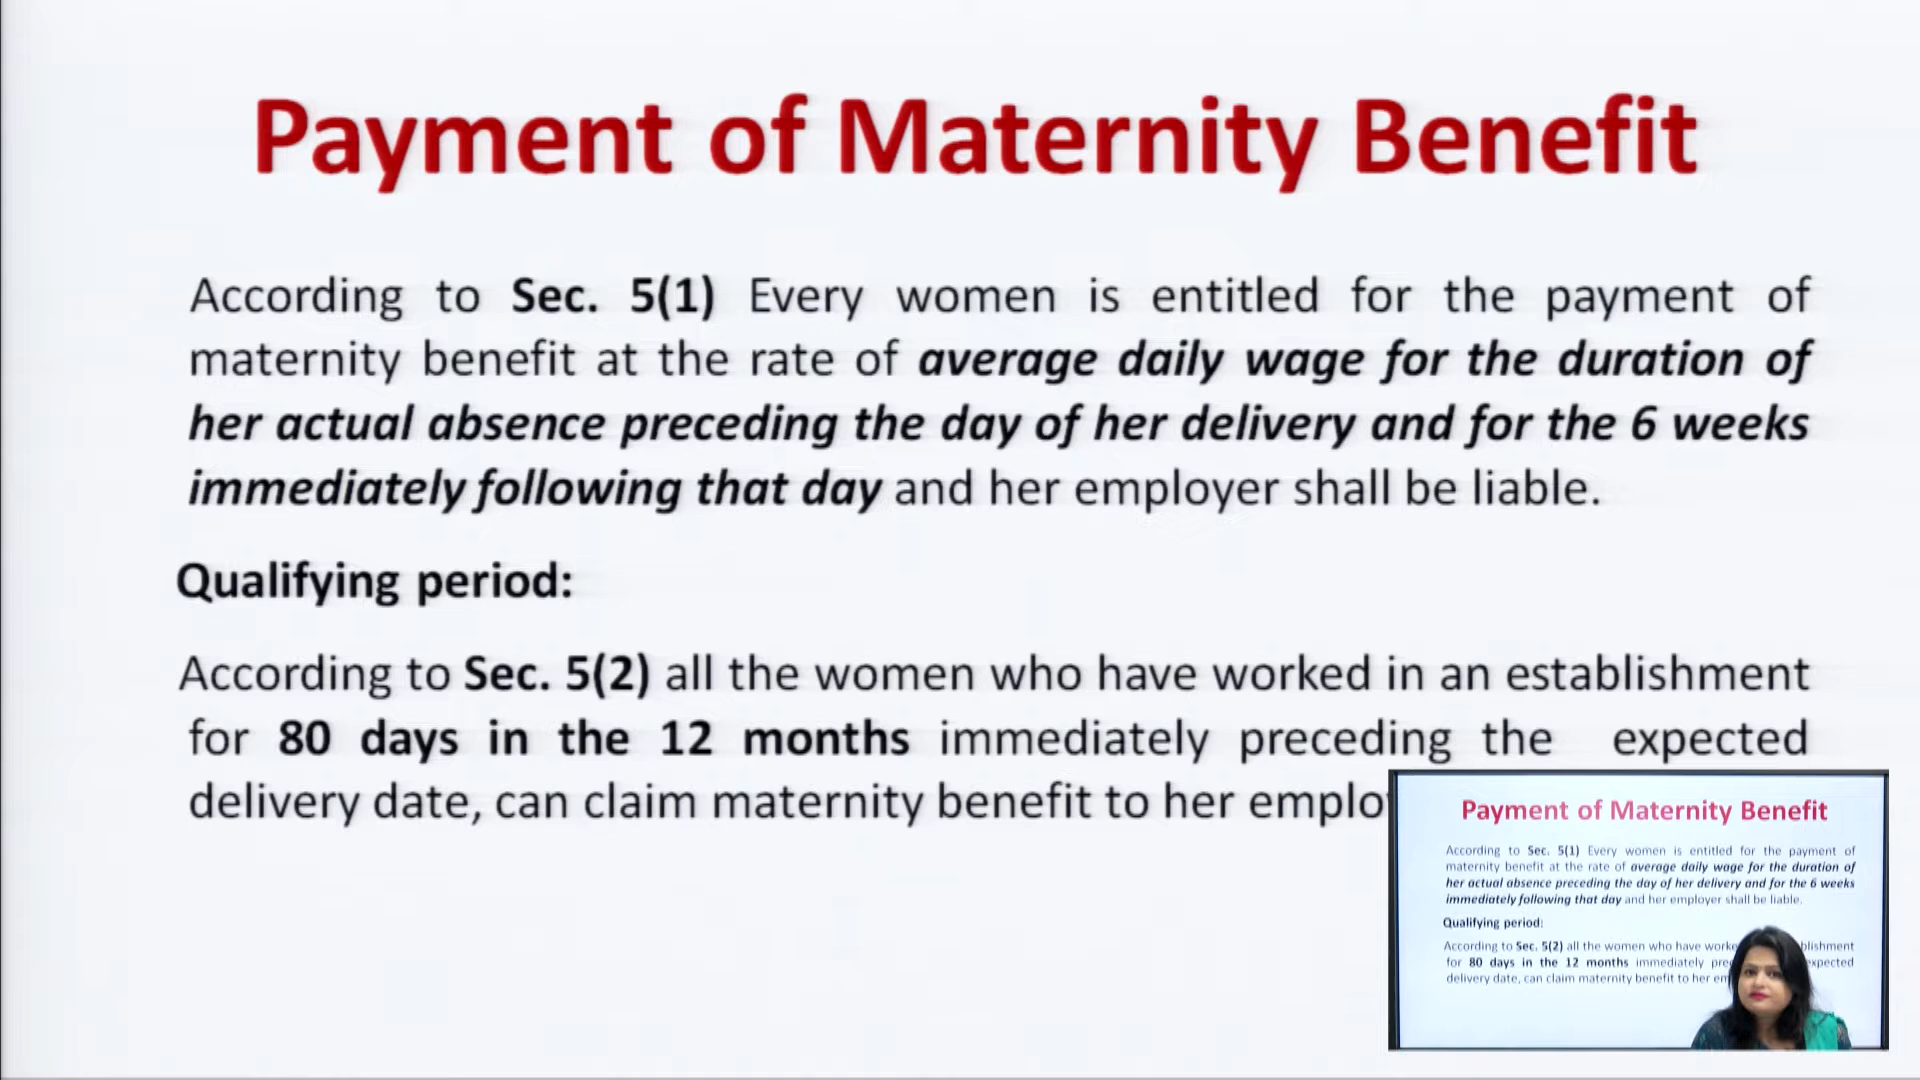 Payment of Maternity Benefit
According to Sec. 5(1) Every women is entitled for the payment of
maternity benefit at the rate of average daily wage for the duration of
her actual absence preceding the day of her delivery and for the 6 weeks
immediately following that day and her employer shall be liable.
Qualifying period:
According to Sec. 5(2) all the women who have worked in an establishment
for 80 days in the 12 months immediately preceding the expected
delivery date, can claim maternity benefit to her emplo
Payment of Maternity Benefit
According to Sec. 5(1) Every women is entitled for the payment of
maternity benefit at the rate of average daily wage for the duration of
her actual absence preceding the day of her delivery and for the 6 weeks
immediately following that day and her employer shall be liable.
Qualifying period:
According to Sec. 5(2) all the women who have worke blishment
for 80 days in the 12 months immediately pre expected
delivery date, can claim maternity benefit to her em